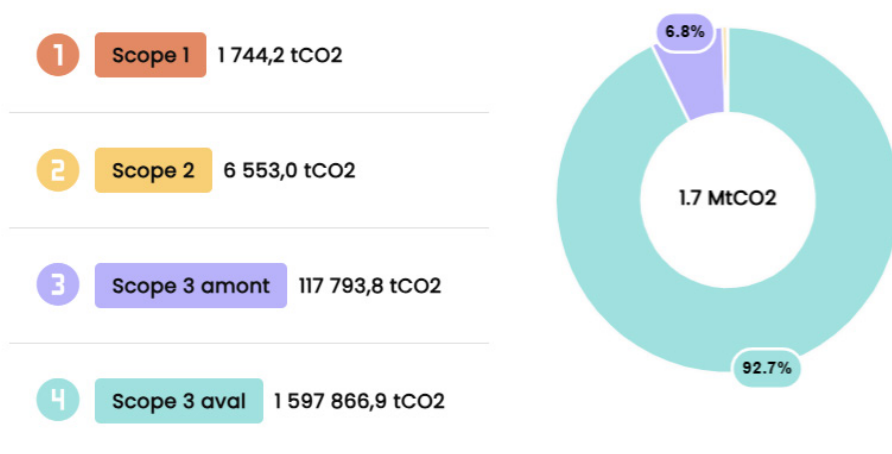 1 Scope 1 1 744,2 tCO2
2 Scope 2 6 553,0 tCO2
3 Scope 3 amont 117 793,8 tCO2
4 Scope 3 aval 1 597 866,9 tCO2
6.8%
1.7 MtCO2
92.7%